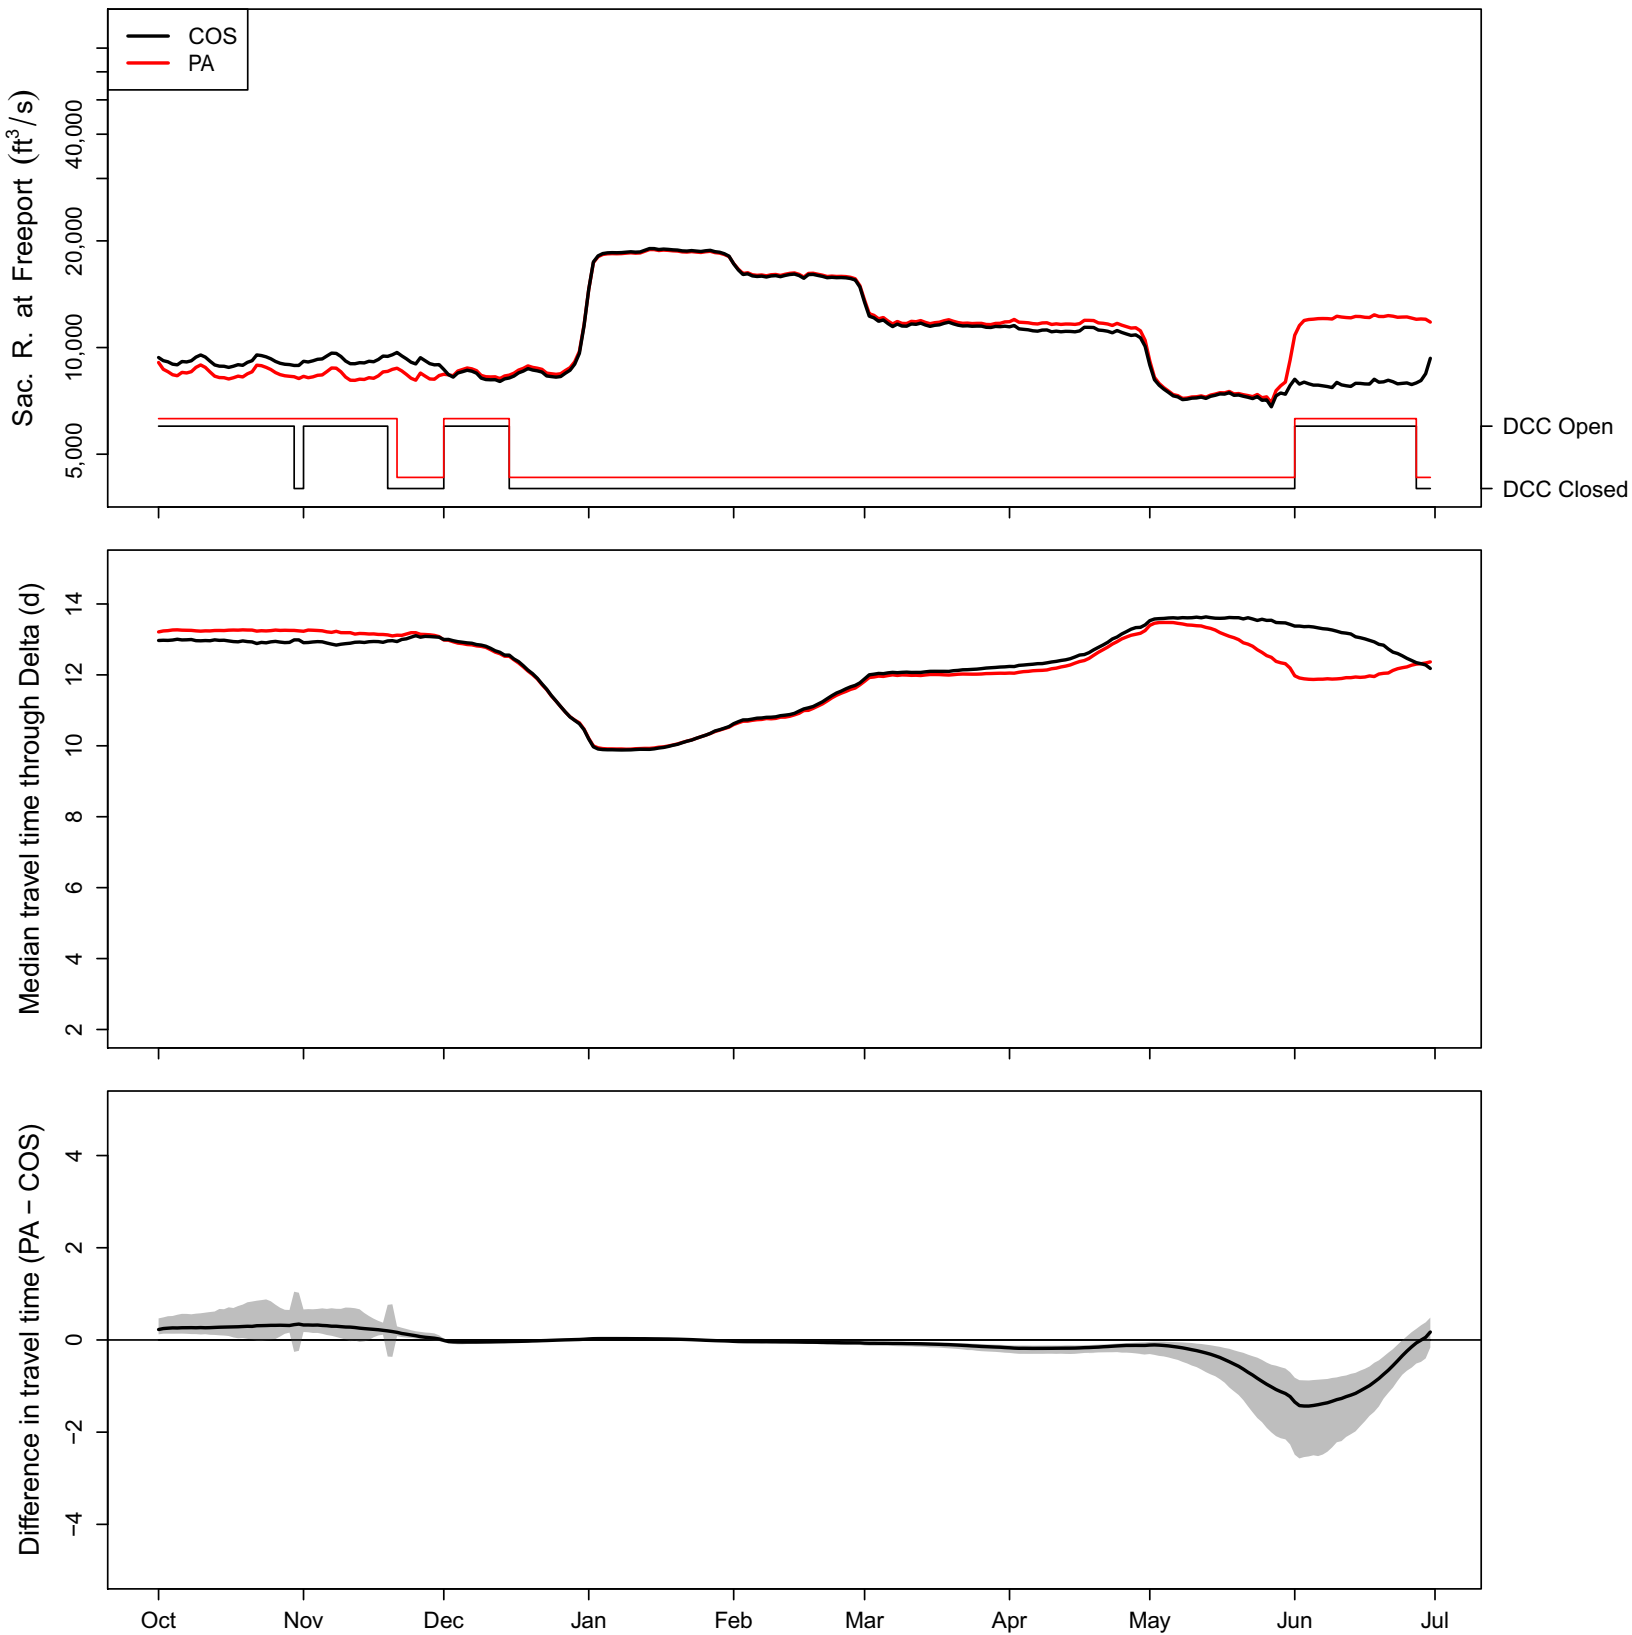 COS
PA
Sac. R. at Freeport (ft³/s)
40,000
20,000
10,000
5,000
DCC Open
DCC Closed
Median travel time through Delta (d)
14
12
10
8
6
4
2
Difference in travel time (PA − COS)
4
2
0
−2
−4
Oct Nov Dec Jan Feb Mar Apr May Jun Jul